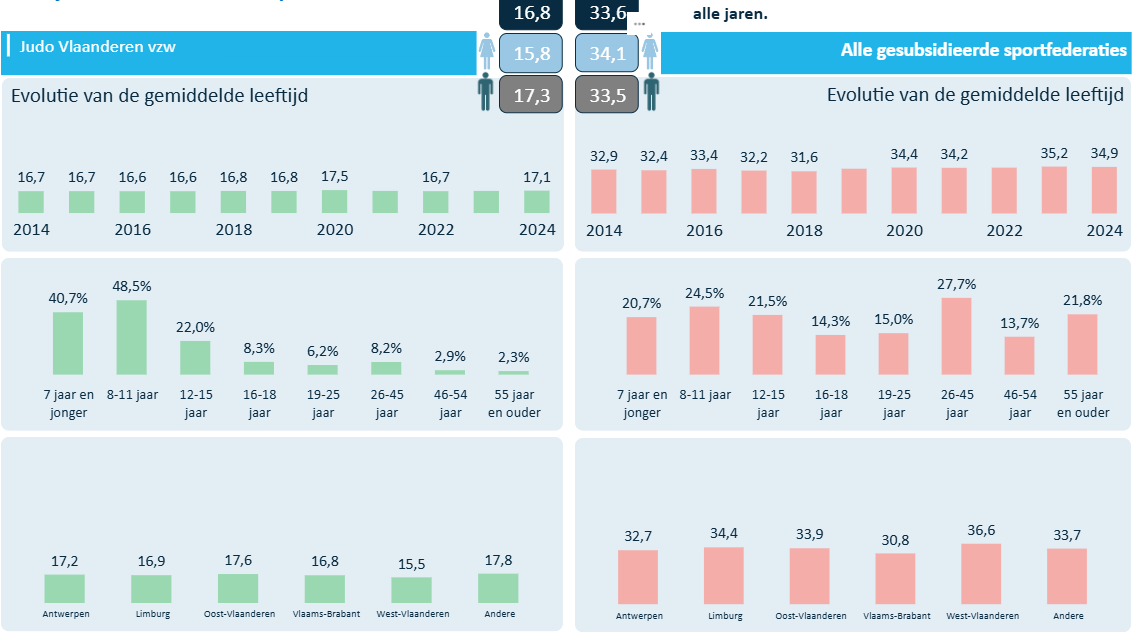 16,8 33,6 ... alle jaren.
Judo Vlaanderen vzw 15,8 34,1 Alle gesubsidieerde sportfederaties
Evolutie van de gemiddelde leeftijd 17,3 33,5 Evolutie van de gemiddelde leeftijd
16,7 16,7 16,6 16,6 16,8 16,8 17,5 16,7 17,1
2014 2016 2018 2020 2022 2024
32,9 32,4 33,4 32,2 31,6 34,4 34,2 35,2 34,9
2014 2016 2018 2020 2022 2024
40,7% 48,5% 22,0% 8,3% 6,2% 8,2% 2,9% 2,3%
7 jaar en 8-11 jaar 12-15 16-18 19-25 26-45 46-54 55 jaar
jonger jaar jaar jaar jaar jaar en ouder
20,7% 24,5% 21,5% 14,3% 15,0% 27,7% 13,7% 21,8%
7 jaar en 8-11 jaar 12-15 16-18 19-25 26-45 46-54 55 jaar
jonger jaar jaar jaar jaar jaar en ouder
17,2 16,9 17,6 16,8 15,5 17,8
Antwerpen Limburg Oost-Vlaanderen Vlaams-Brabant West-Vlaanderen Andere
32,7 34,4 33,9 30,8 36,6 33,7
Antwerpen Limburg Oost-Vlaanderen Vlaams-Brabant West-Vlaanderen Andere